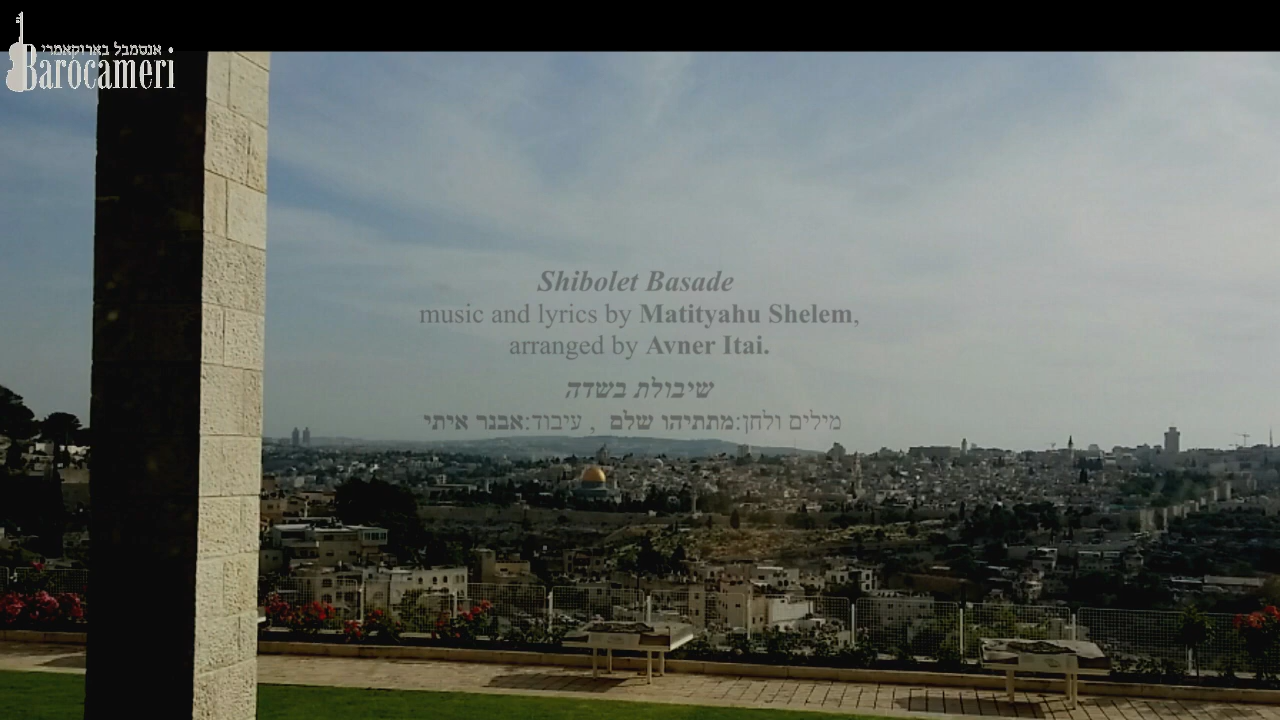 אנסמבל בארוקאמרי
Barocameri
Shibolet Basade
music and lyrics by Matityahu Shelem,
arranged by Avner Itai.
שיבולת בשדה
מילים ולחן:מתתיהו שלם , עיבוד:אבנר איתי